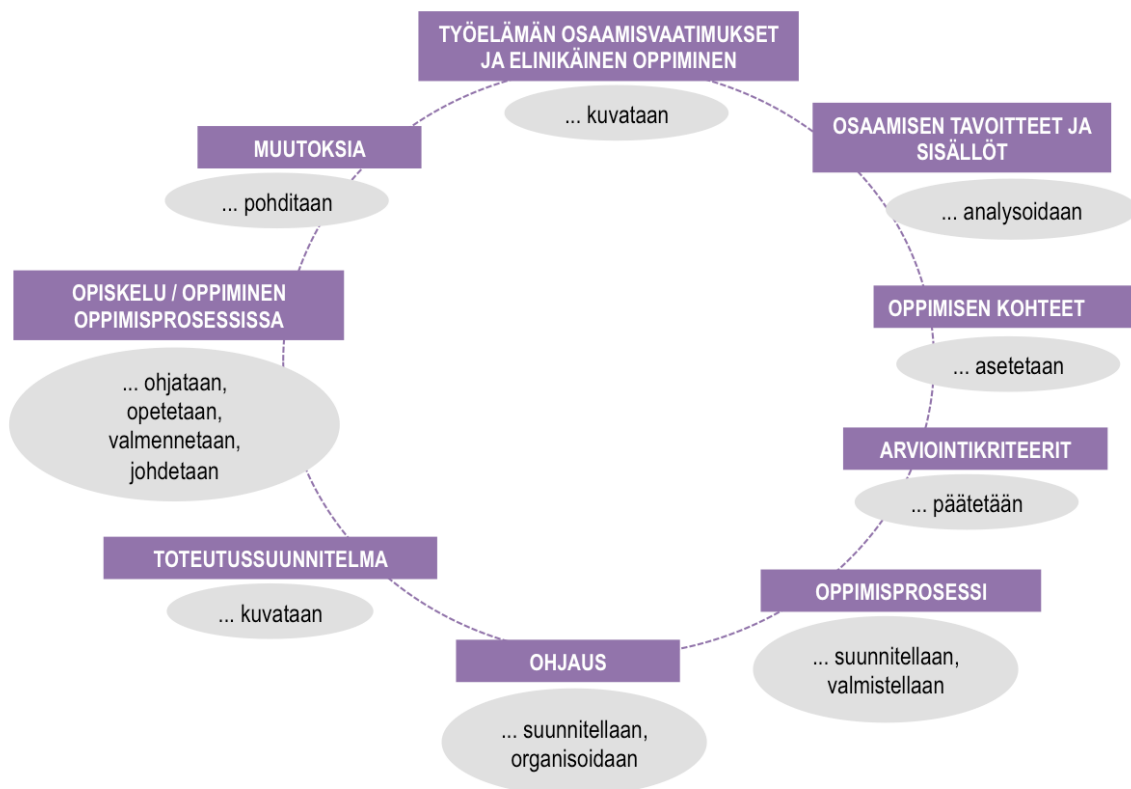 TYÖELÄMÄN OSAAMISVAATIMUKSET
JA ELINIKÄINEN OPPIMINEN
... kuvataan
OSAAMISEN TAVOITTEET JA
SISÄLLÖT
... analysoidaan
OPPIMISEN KOHTEET
... asetetaan
ARVIOINTIKRITEERIT
... päätetään
OPPIMISPROSESSI
... suunnitellaan,
valmistellaan
OHJAUS
... suunnitellaan,
organisoidaan
TOTEUTUSSUUNNITELMA
... kuvataan
OPISKELU / OPPIMINEN
OPPIMISPROSESSISSA
... ohjataan,
opetetaan,
valmennetaan,
johdetaan
MUUTOKSIA
... pohditaan